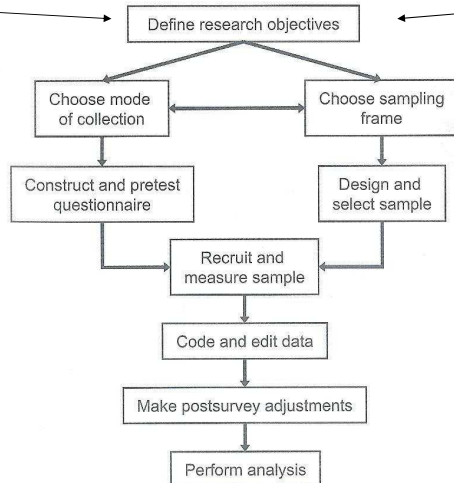 Define research objectives
Choose mode
of collection
Choose sampling
frame
Construct and pretest
questionnaire
Design and
select sample
Recruit and
measure sample
Code and edit data
Make postsurvey adjustments
Perform analysis